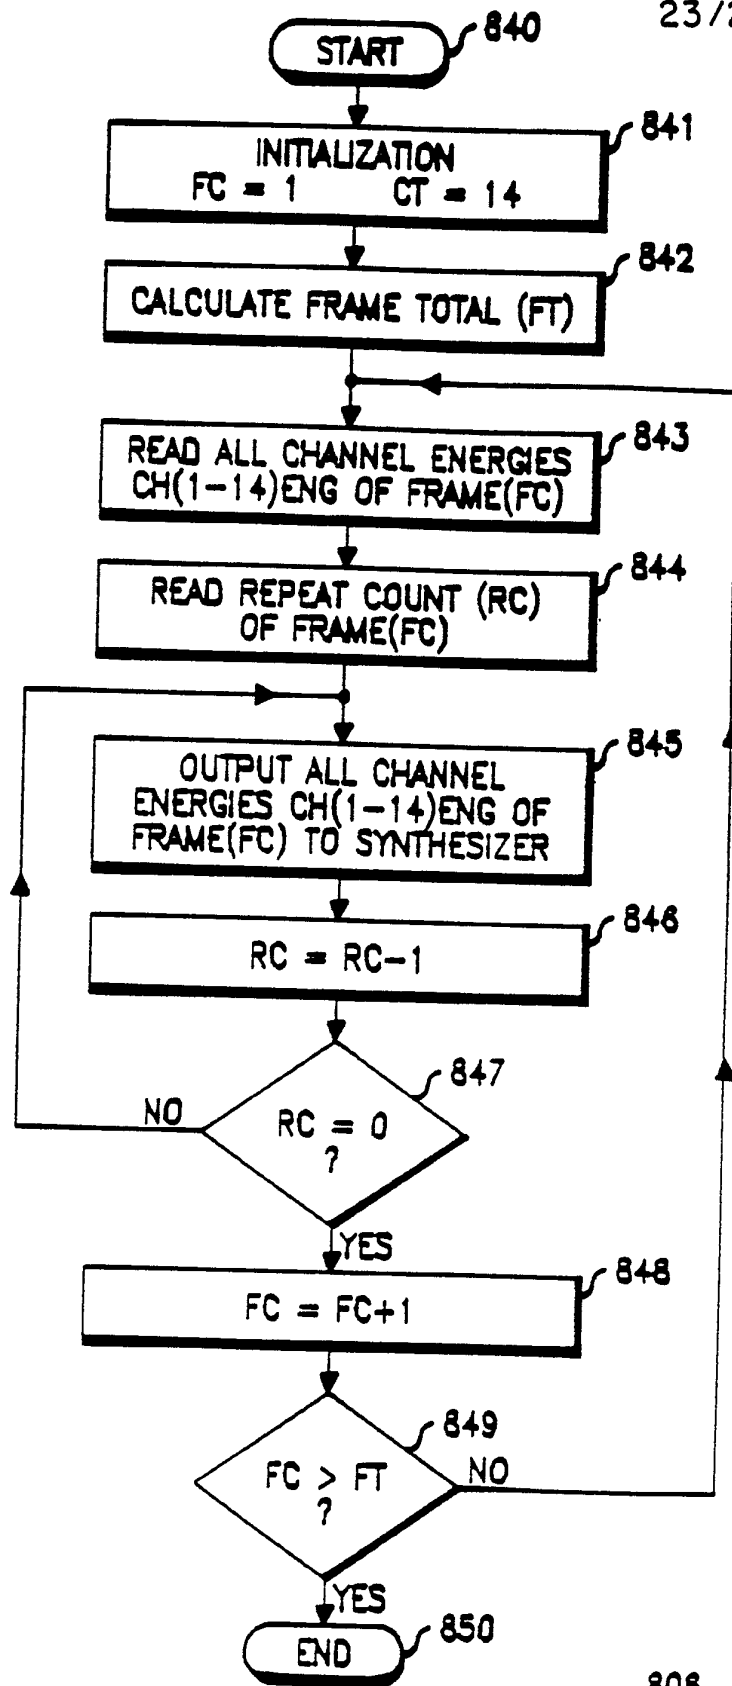 23/2
START
840
INITIALIZATION
FC = 1 CT = 14
841
CALCULATE FRAME TOTAL (FT)
842
READ ALL CHANNEL ENERGIES
CH(1-14)ENG OF FRAME(FC)
843
READ REPEAT COUNT (RC)
OF FRAME(FC)
844
OUTPUT ALL CHANNEL
ENERGIES CH(1-14)ENG OF
FRAME(FC) TO SYNTHESIZER
845
RC = RC-1
846
RC = 0
?
847
NO
YES
FC = FC+1
848
FC > FT
?
849
NO
YES
END
850